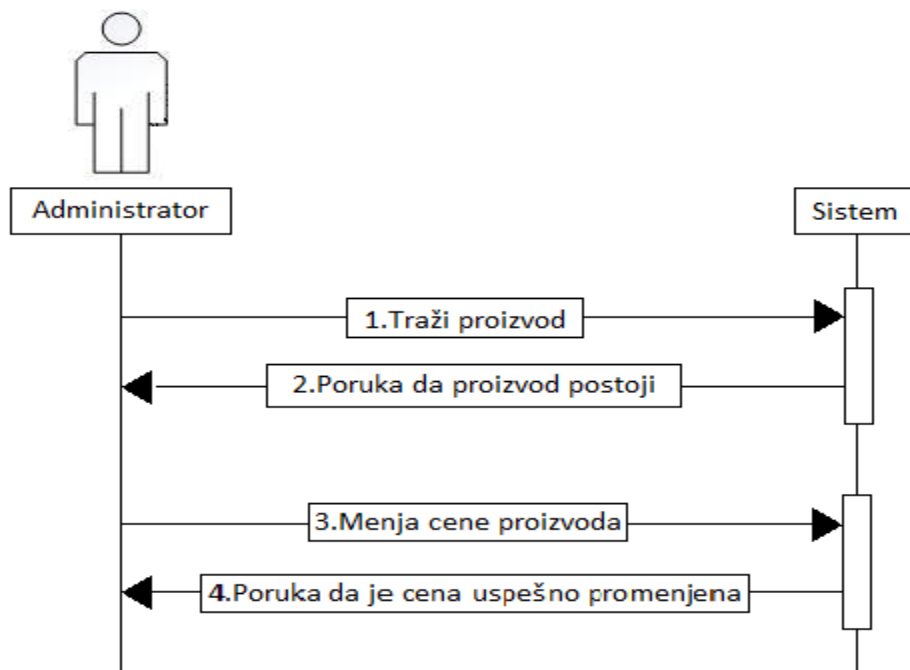 Administrator
Sistem
1.Traži proizvod
2.Poruka da proizvod postoji
3.Menja cene proizvoda
4.Poruka da je cena uspešno promenjena